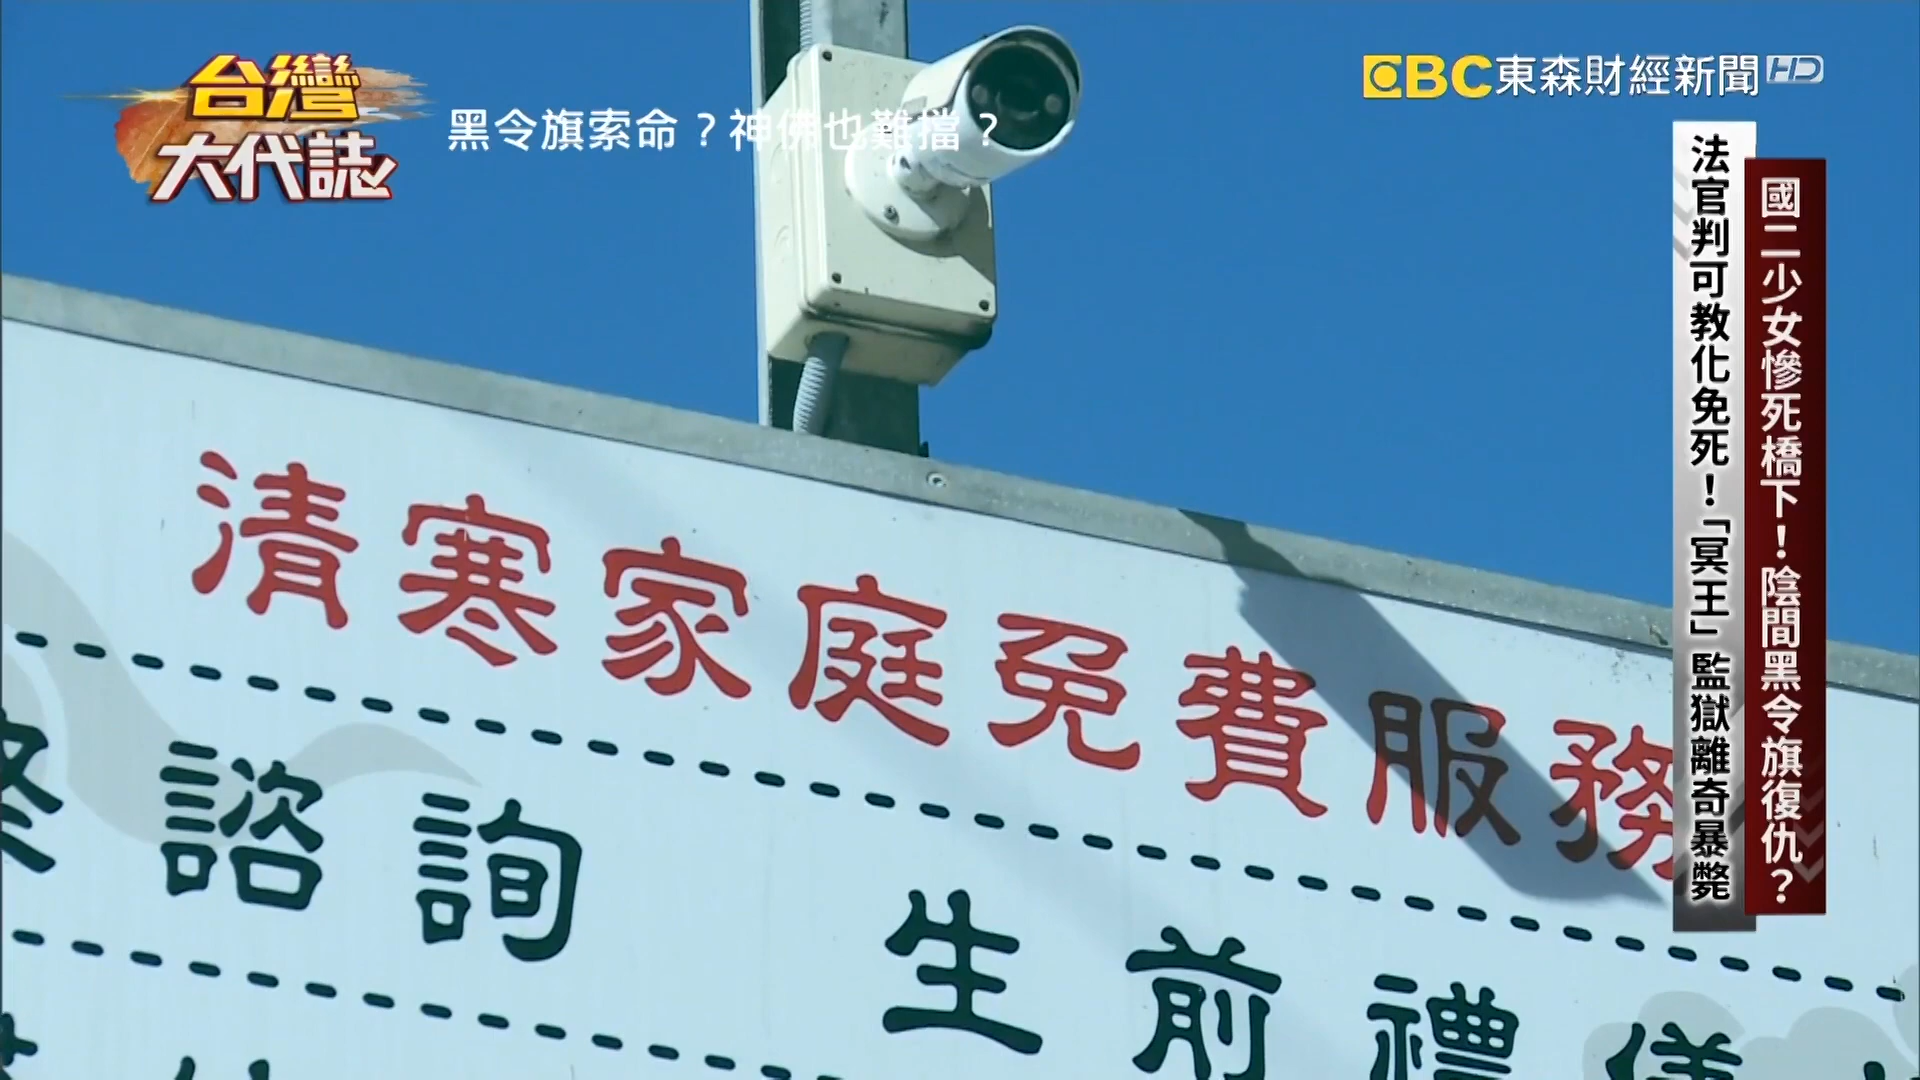 台灣
大代誌
黑令旗索命？神佛也難擋？
EBC東森財經新聞HD
國二少女慘死橋下！陰間黑令旗復仇？
法官判可教化免死！「冥王」監獄離奇暴斃
清寒家庭免費服務
諮詢 生前禮儀